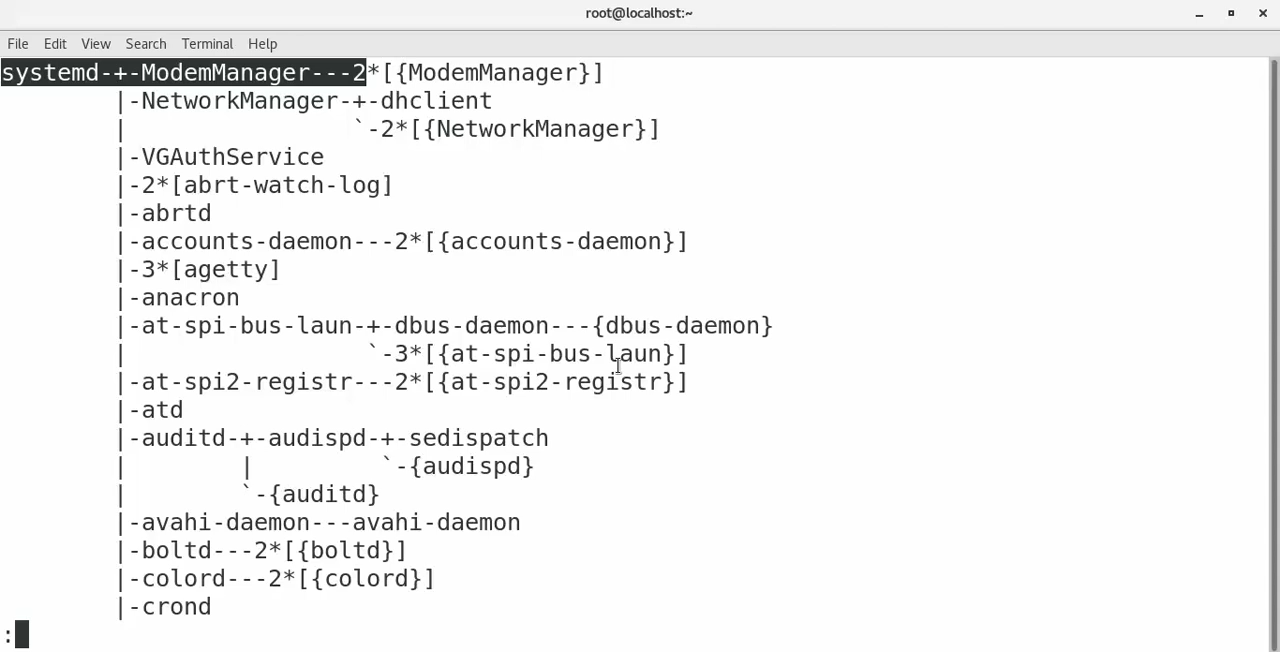 root@localhost:~
File Edit View Search Terminal Help
systemd-+-ModemManager---2*[{ModemManager}]
        |-NetworkManager-+-dhclient
        |                `-2*[{NetworkManager}]
        |-VGAuthService
        |-2*[abrt-watch-log]
        |-abrtd
        |-accounts-daemon---2*[{accounts-daemon}]
        |-3*[agetty]
        |-anacron
        |-at-spi-bus-laun-+-dbus-daemon---{dbus-daemon}
        |                 `-3*[{at-spi-bus-laun}]
        |-at-spi2-registr---2*[{at-spi2-registr}]
        |-atd
        |-auditd-+-audispd-+-sedispatch
        |        |         `-{audispd}
        |        `-{auditd}
        |-avahi-daemon---avahi-daemon
        |-boltd---2*[{boltd}]
        |-colord---2*[{colord}]
        |-crond
: